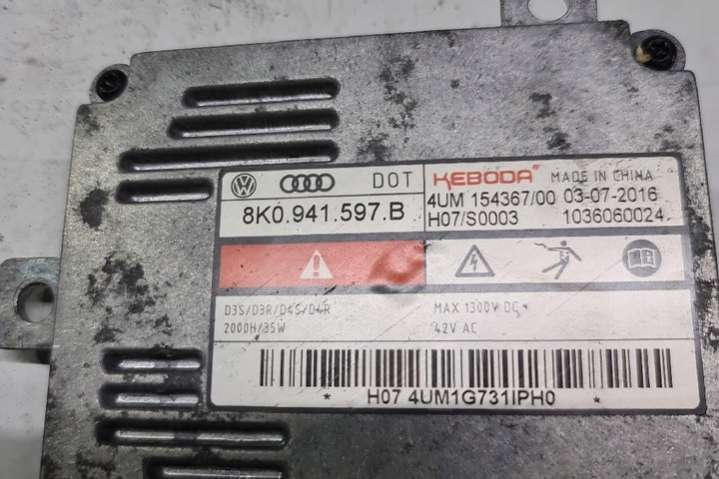 DOT
8K0.941.597.B
KEBODA MADE IN CHINA
4UM 154367/00 03-07-2016
H07/S0003 1036060024
D3S/D3R/D4S/D4R
2000H/35W
MAX 1300V DC
42V AC
* H07 4UM1G731IPH0 *